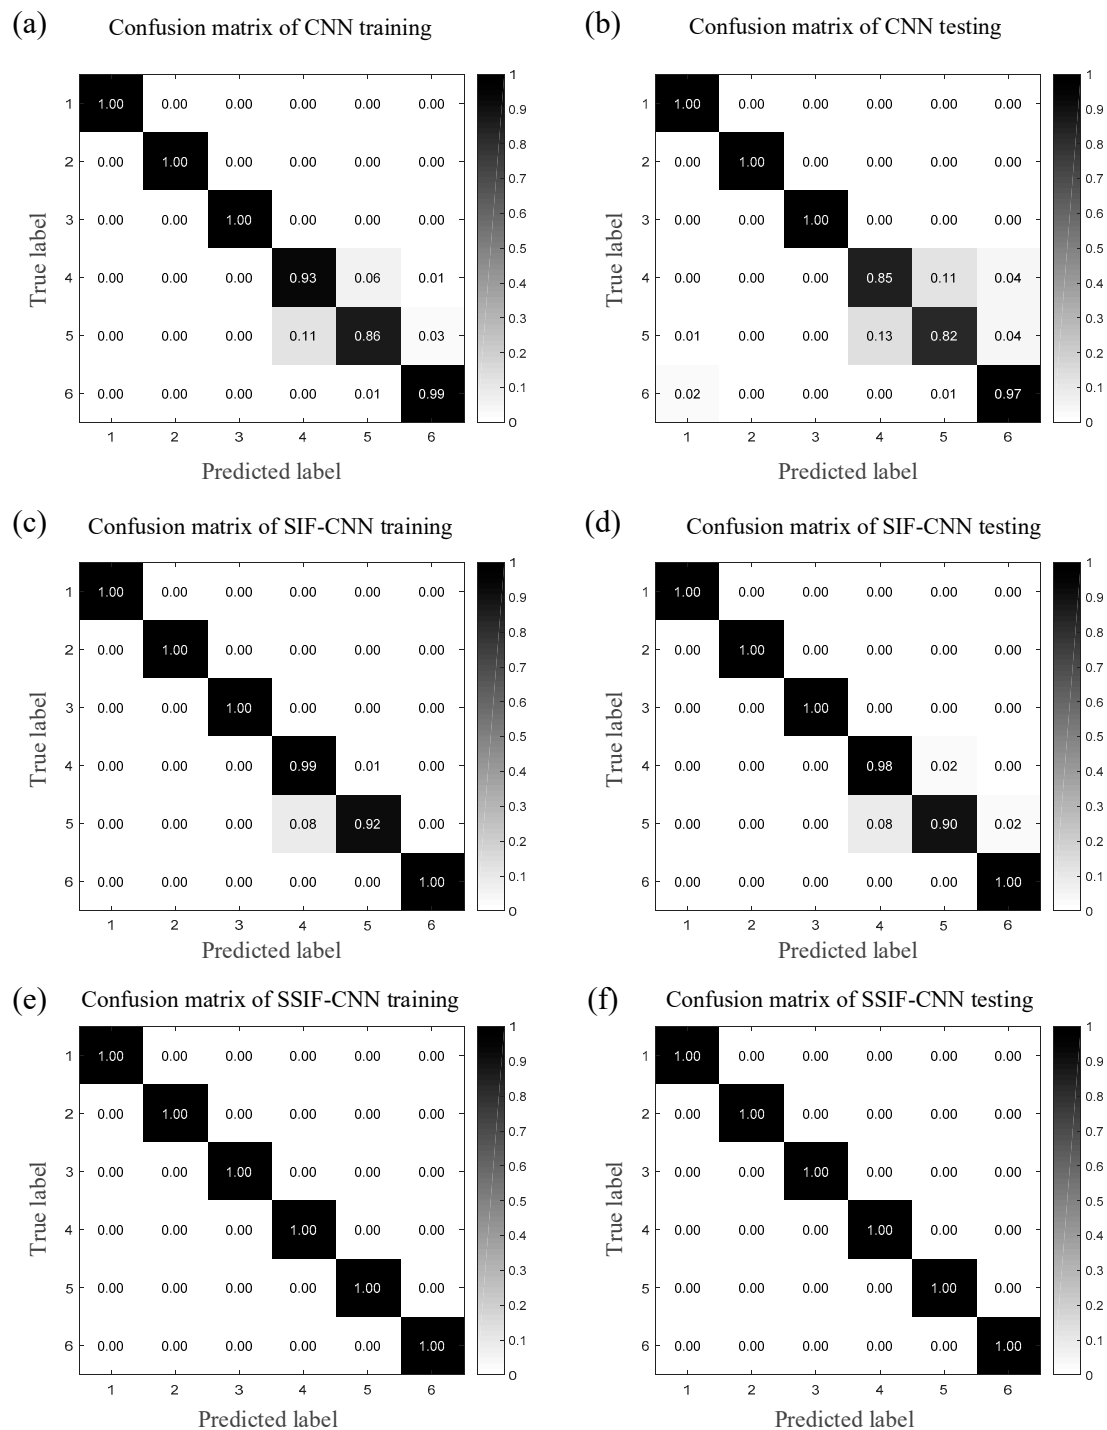 (a) Confusion matrix of CNN training
1 1.00 0.00 0.00 0.00 0.00 0.00
2 0.00 1.00 0.00 0.00 0.00 0.00
3 0.00 0.00 1.00 0.00 0.00 0.00
4 0.00 0.00 0.00 0.93 0.06 0.01
5 0.00 0.00 0.00 0.11 0.86 0.03
6 0.00 0.00 0.00 0.00 0.01 0.99
1 2 3 4 5 6
True label
Predicted label
1
0.9
0.8
0.7
0.6
0.5
0.4
0.3
0.2
0.1
0
(b) Confusion matrix of CNN testing
1 1.00 0.00 0.00 0.00 0.00 0.00
2 0.00 1.00 0.00 0.00 0.00 0.00
3 0.00 0.00 1.00 0.00 0.00 0.00
4 0.00 0.00 0.00 0.85 0.11 0.04
5 0.01 0.00 0.00 0.13 0.82 0.04
6 0.02 0.00 0.00 0.00 0.01 0.97
1 2 3 4 5 6
True label
Predicted label
1
0.9
0.8
0.7
0.6
0.5
0.4
0.3
0.2
0.1
0
(c) Confusion matrix of SIF-CNN training
1 1.00 0.00 0.00 0.00 0.00 0.00
2 0.00 1.00 0.00 0.00 0.00 0.00
3 0.00 0.00 1.00 0.00 0.00 0.00
4 0.00 0.00 0.00 0.99 0.01 0.00
5 0.00 0.00 0.00 0.08 0.92 0.00
6 0.00 0.00 0.00 0.00 0.00 1.00
1 2 3 4 5 6
True label
Predicted label
1
0.9
0.8
0.7
0.6
0.5
0.4
0.3
0.2
0.1
0
(d) Confusion matrix of SIF-CNN testing
1 1.00 0.00 0.00 0.00 0.00 0.00
2 0.00 1.00 0.00 0.00 0.00 0.00
3 0.00 0.00 1.00 0.00 0.00 0.00
4 0.00 0.00 0.00 0.98 0.02 0.00
5 0.00 0.00 0.00 0.08 0.90 0.02
6 0.00 0.00 0.00 0.00 0.00 1.00
1 2 3 4 5 6
True label
Predicted label
1
0.9
0.8
0.7
0.6
0.5
0.4
0.3
0.2
0.1
0
(e) Confusion matrix of SSIF-CNN training
1 1.00 0.00 0.00 0.00 0.00 0.00
2 0.00 1.00 0.00 0.00 0.00 0.00
3 0.00 0.00 1.00 0.00 0.00 0.00
4 0.00 0.00 0.00 1.00 0.00 0.00
5 0.00 0.00 0.00 0.00 1.00 0.00
6 0.00 0.00 0.00 0.00 0.00 1.00
1 2 3 4 5 6
True label
Predicted label
1
0.9
0.8
0.7
0.6
0.5
0.4
0.3
0.2
0.1
0
(f) Confusion matrix of SSIF-CNN testing
1 1.00 0.00 0.00 0.00 0.00 0.00
2 0.00 1.00 0.00 0.00 0.00 0.00
3 0.00 0.00 1.00 0.00 0.00 0.00
4 0.00 0.00 0.00 1.00 0.00 0.00
5 0.00 0.00 0.00 0.00 1.00 0.00
6 0.00 0.00 0.00 0.00 0.00 1.00
1 2 3 4 5 6
True label
Predicted label
1
0.9
0.8
0.7
0.6
0.5
0.4
0.3
0.2
0.1
0